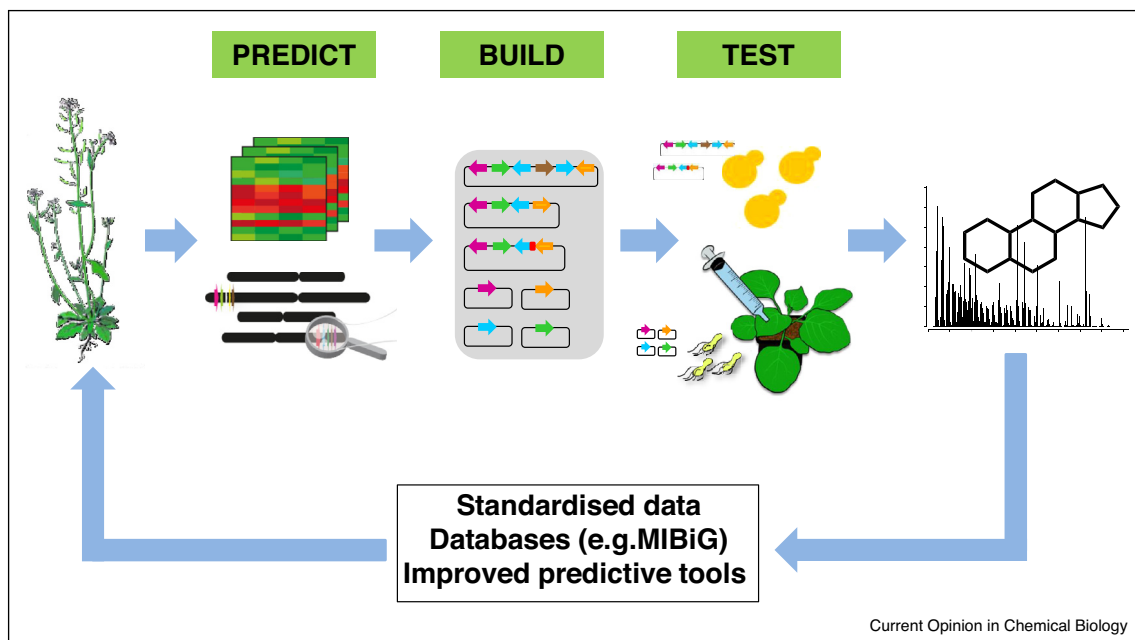 PREDICT
BUILD
TEST
Standardised data
Databases (e.g.MIBiG)
Improved predictive tools
Current Opinion in Chemical Biology